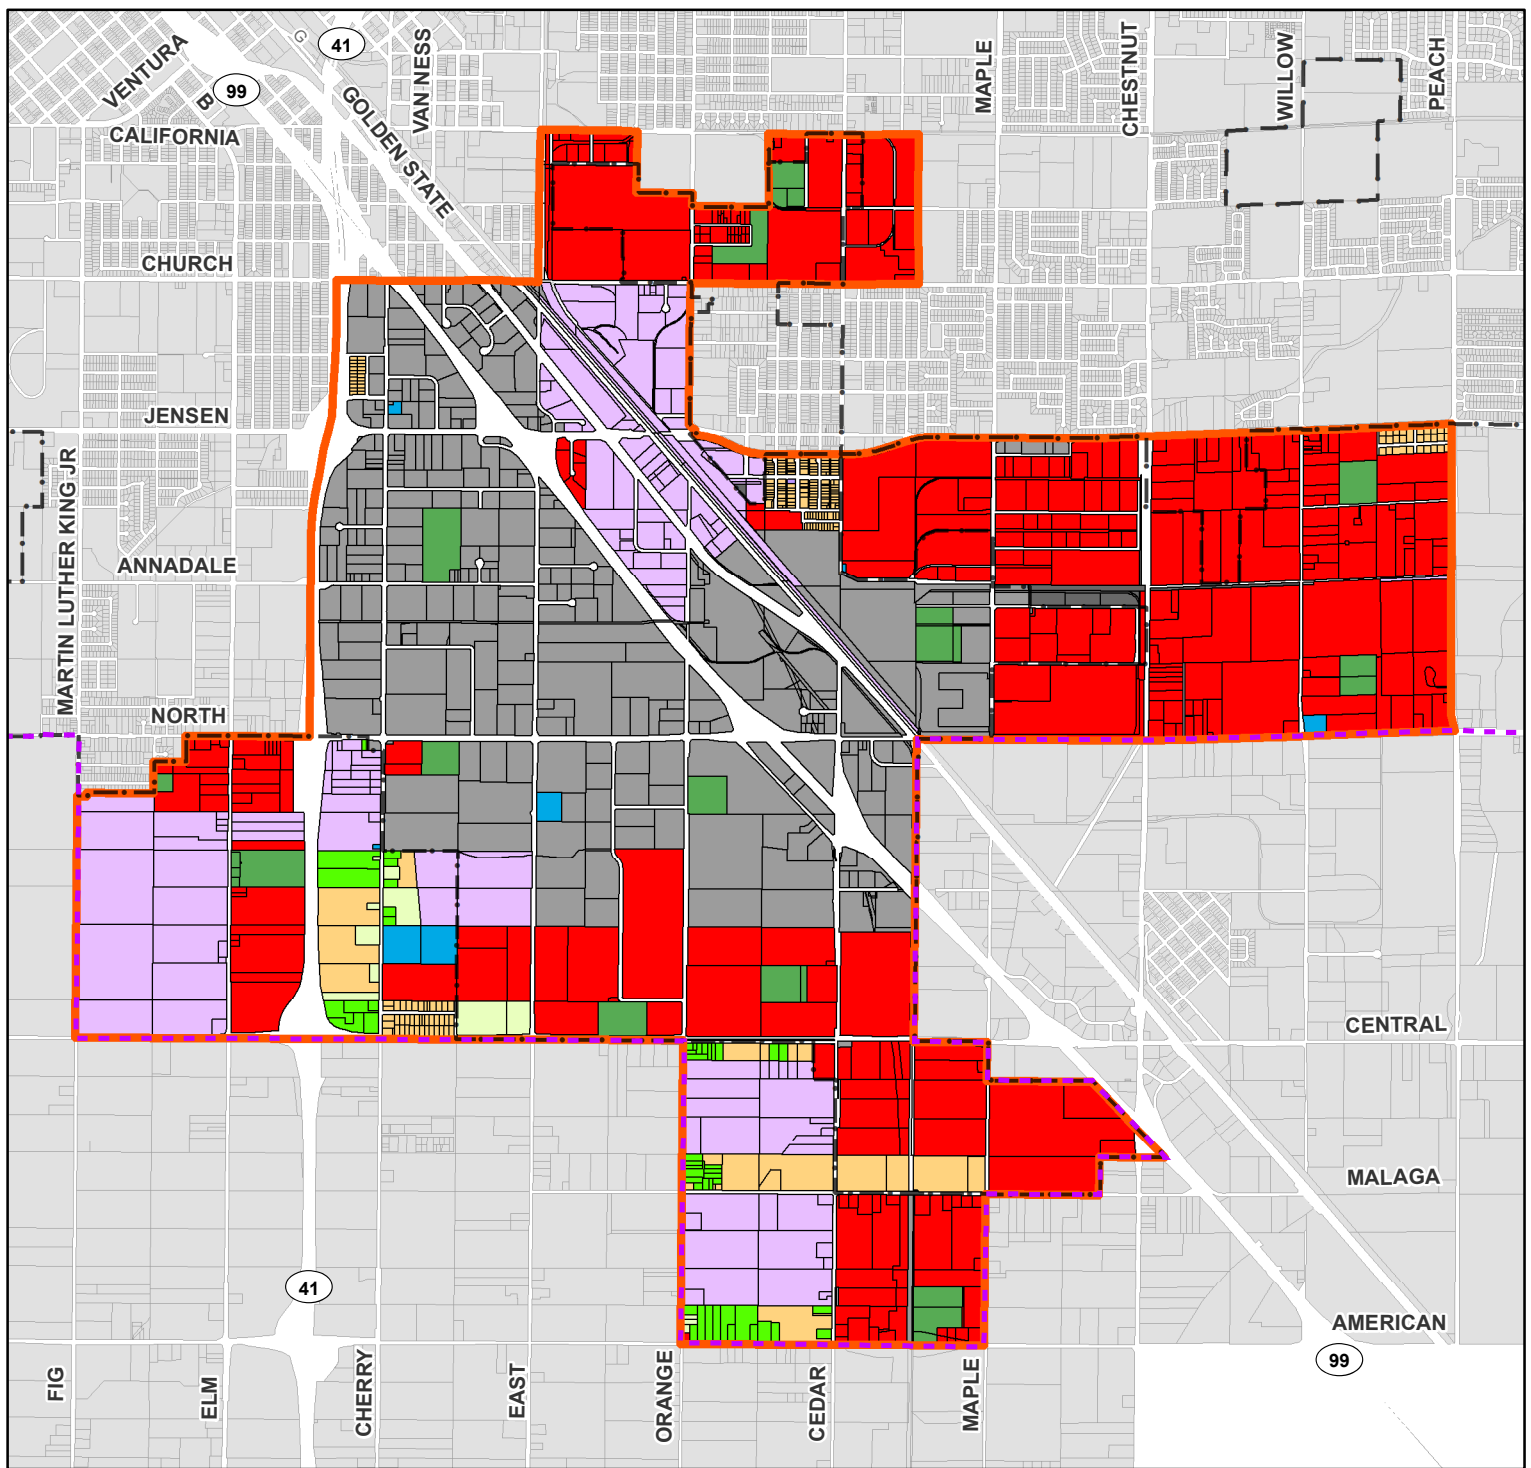 VENTURA
B
99
G
41
GOLDEN STATE
VAN NESS
MAPLE
CHESTNUT
WILLOW
PEACH
CALIFORNIA
CHURCH
JENSEN
MARTIN LUTHER KING JR
ANNADALE
NORTH
CENTRAL
MALAGA
41
AMERICAN
99
FIG
ELM
CHERRY
EAST
ORANGE
CEDAR
MAPLE